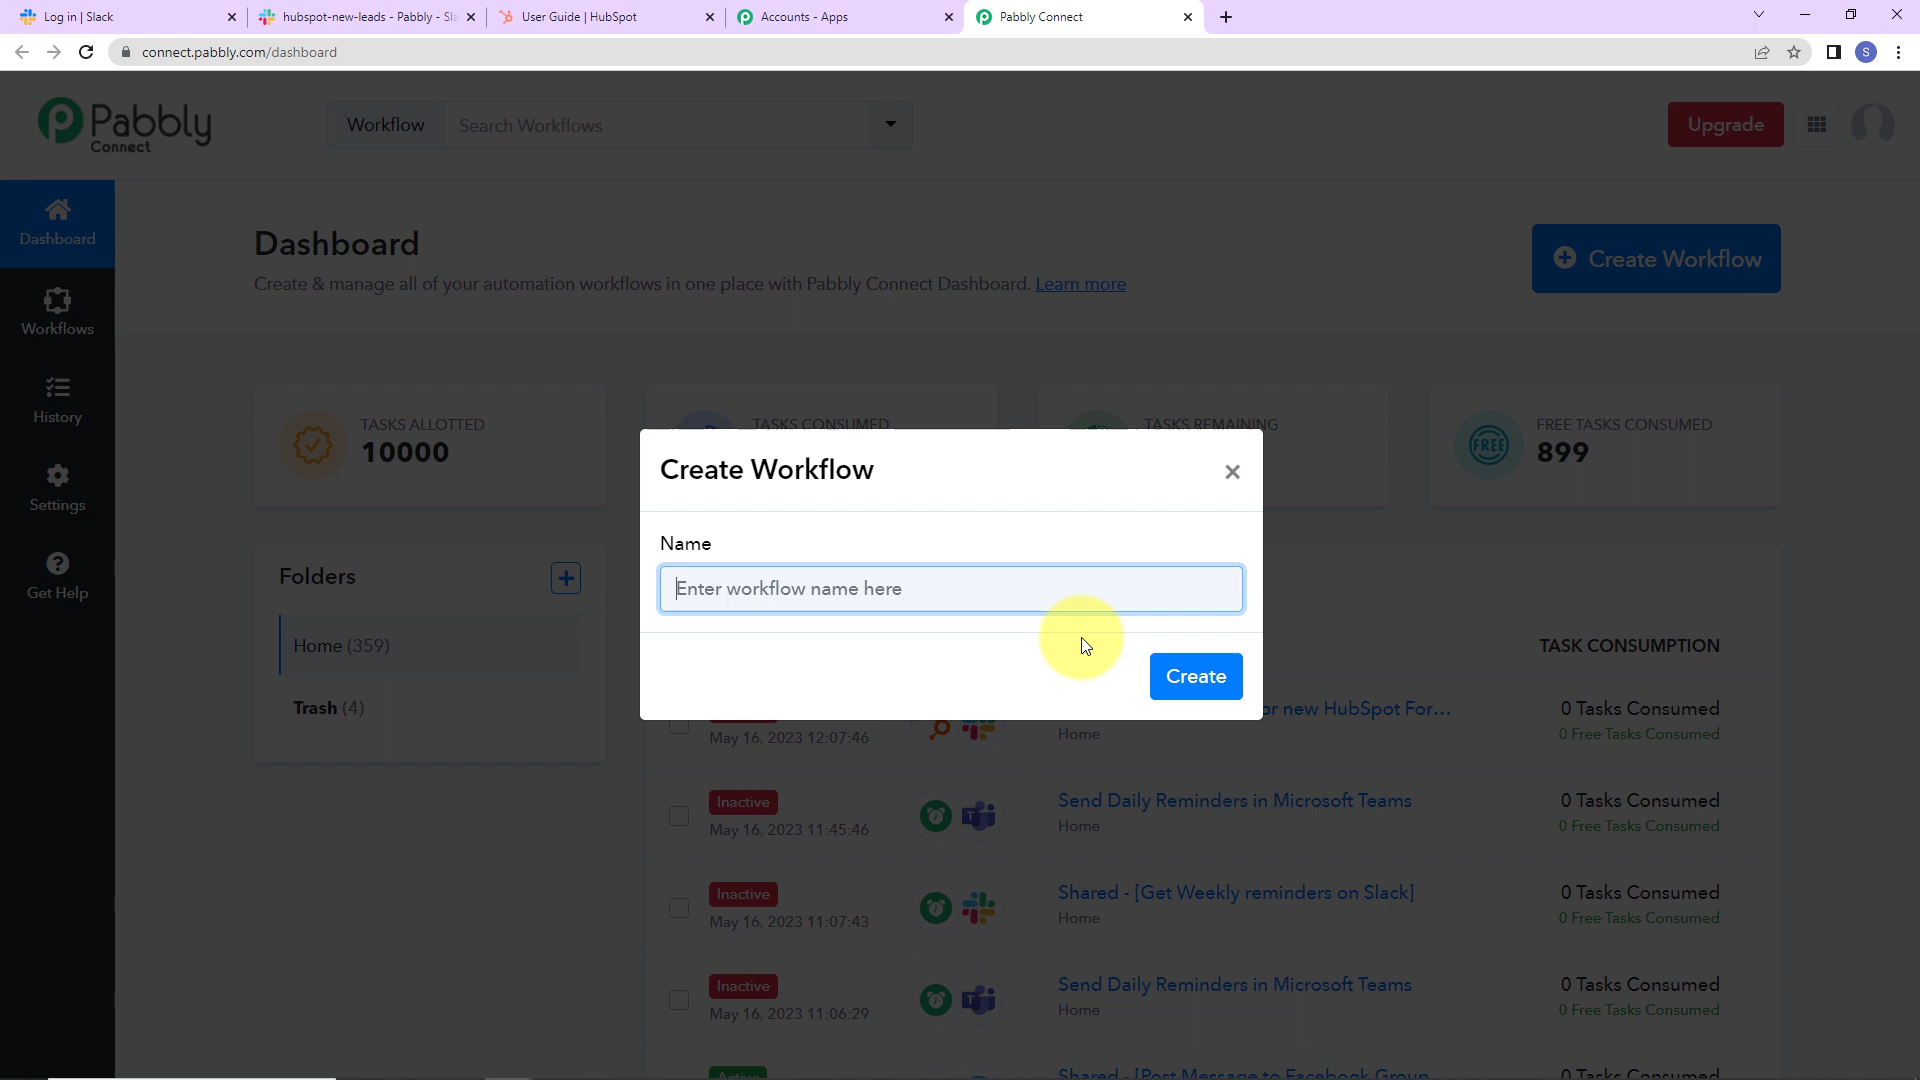 Log in | Slack
hubspot-new-leads - Pabbly - Sla
User Guide | HubSpot
Accounts - Apps
Pabbly Connect
S
connect.pabbly.com/dashboard
Pabbly
Connect
Workflow
Search Workflows
Upgrade
Dashboard
Workflows
History
Settings
Get Help
Dashboard
Create & manage all of your automation workflows in one place with Pabbly Connect Dashboard. Learn more
Create Workflow
TASKS ALLOTTED
10000
TASKS CONSUMED
TASKS REMAINING
FREE
FREE TASKS CONSUMED
899
Create Workflow
Name
Enter workflow name here
Create
Folders
Home (359)
Trash (4)
TASK CONSUMPTION
May 16, 2023 12:07:46
or new HubSpot For...
Home
0 Tasks Consumed
0 Free Tasks Consumed
Inactive
May 16, 2023 11:45:46
Send Daily Reminders in Microsoft Teams
Home
0 Tasks Consumed
0 Free Tasks Consumed
Inactive
May 16, 2023 11:07:43
Shared - [Get Weekly reminders on Slack]
Home
0 Tasks Consumed
0 Free Tasks Consumed
Inactive
May 16, 2023 11:06:29
Send Daily Reminders in Microsoft Teams
Home
0 Tasks Consumed
0 Free Tasks Consumed
Active
Shared - [Post Message to Facebook Group
0 Tasks Consumed